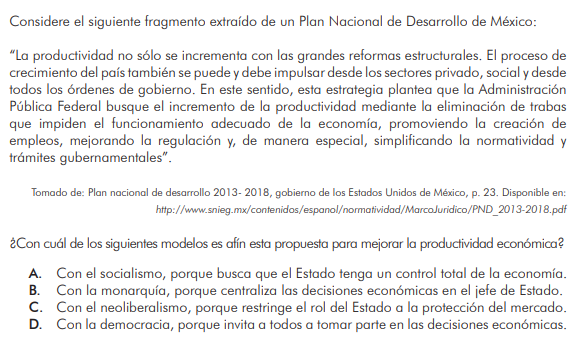 Considere el siguiente fragmento extraído de un Plan Nacional de Desarrollo de México:
“La productividad no sólo se incrementa con las grandes reformas estructurales. El proceso de
crecimiento del país también se puede y debe impulsar desde los sectores privado, social y desde
todos los órdenes de gobierno. En este sentido, esta estrategia plantea que la Administración
Pública Federal busque el incremento de la productividad mediante la eliminación de trabas
que impiden el funcionamiento adecuado de la economía, promoviendo la creación de
empleos, mejorando la regulación y, de manera especial, simplificando la normatividad y
trámites gubernamentales”.
Tomado de: Plan nacional de desarrollo 2013- 2018, gobierno de los Estados Unidos de México, p. 23. Disponible en:
http://www.snieg.mx/contenidos/espanol/normatividad/MarcoJuridico/PND_2013-2018.pdf
¿Con cuál de los siguientes modelos es afín esta propuesta para mejorar la productividad económica?
A. Con el socialismo, porque busca que el Estado tenga un control total de la economía.
B. Con la monarquía, porque centraliza las decisiones económicas en el jefe de Estado.
C. Con el neoliberalismo, porque restringe el rol del Estado a la protección del mercado.
D. Con la democracia, porque invita a todos a tomar parte en las decisiones económicas.